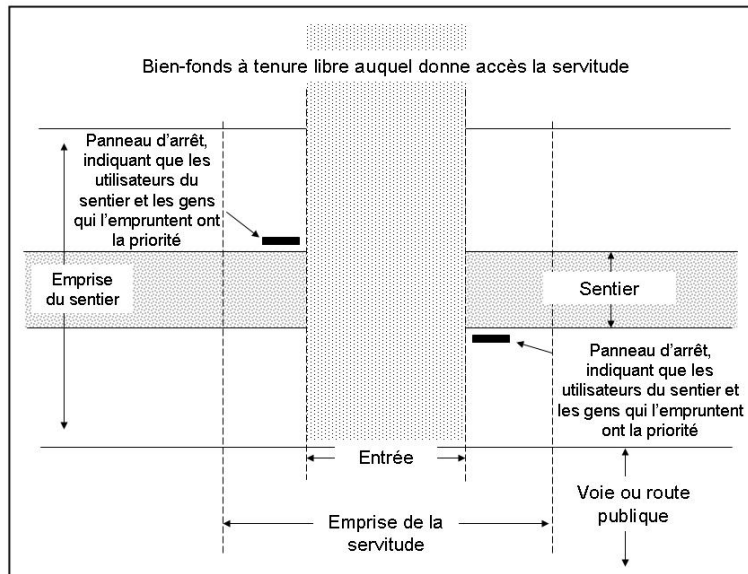 Bien-fonds à tenure libre auquel donne accès la servitude
Panneau d'arrêt,
indiquant que les
utilisateurs du
sentier et les gens
qui l'empruntent ont
la priorité
Emprise
du sentier
Sentier
Panneau d'arrêt,
indiquant que les
utilisateurs du sentier et
les gens qui l'empruntent
ont la priorité
Entrée
Voie ou route
publique
Emprise de la
servitude